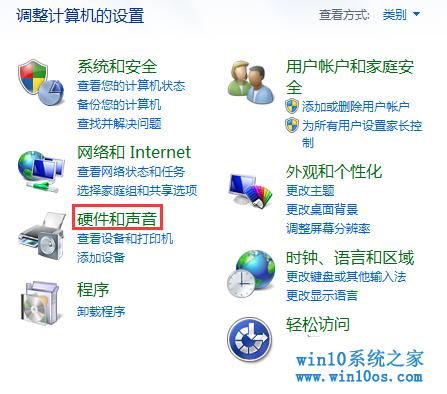 调整计算机的设置
查看方式: 类别
系统和安全
查看您的计算机状态
备份您的计算机
查找并解决问题
网络和 Internet
查看网络状态和任务
选择家庭组和共享选项
硬件和声音
查看设备和打印机
添加设备
程序
卸载程序
用户帐户和家庭安
全
添加或删除用户帐户
为所有用户设置家长控
制
外观和个性化
更改主题
更改桌面背景
调整屏幕分辨率
时钟、语言和区域
更改键盘或其他输入法
更改显示语言
轻松访问
win10系统之家
www.win10os.com